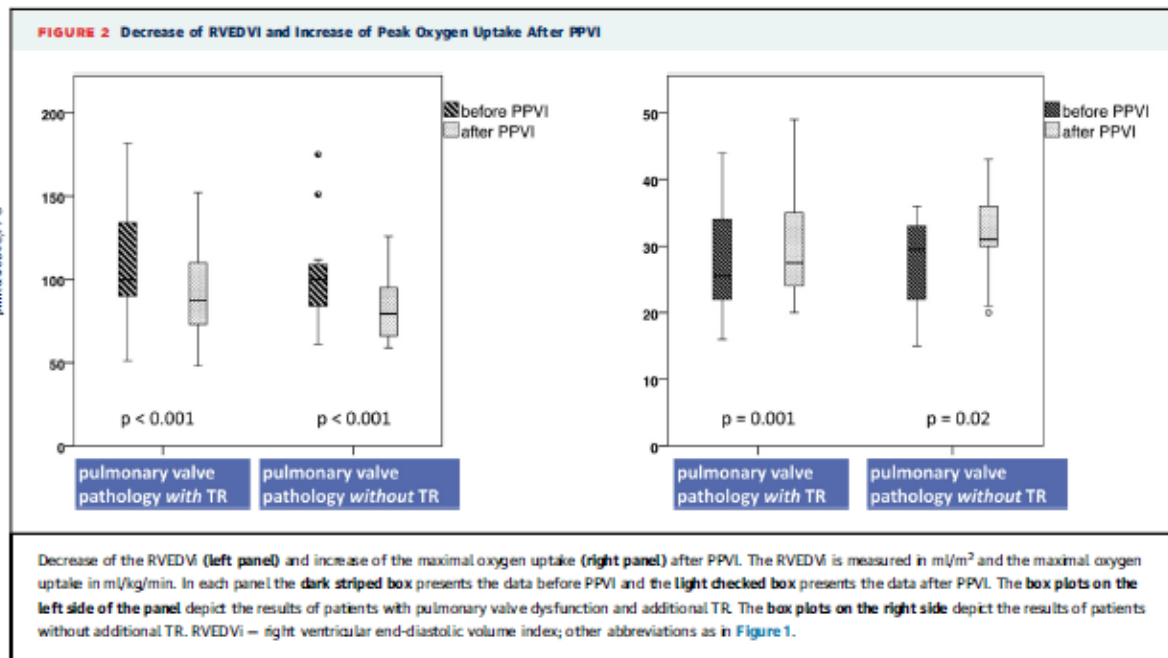 FIGURE 2 Decrease of RVEDVI and Increase of Peak Oxygen Uptake After PPVI
200
150
100
50
0
before PPVI
after PPVI
p < 0.001
p < 0.001
pulmonary valve
pathology with TR
pulmonary valve
pathology without TR
50
40
30
20
10
0
before PPVI
after PPVI
p = 0.001
p = 0.02
pulmonary valve
pathology with TR
pulmonary valve
pathology without TR
Decrease of the RVEDVi (left panel) and increase of the maximal oxygen uptake (right panel) after PPVI. The RVEDVi is measured in ml/m² and the maximal oxygen
uptake in ml/kg/min. In each panel the dark striped box presents the data before PPVI and the light checked box presents the data after PPVI. The box plots on the
left side of the panel depict the results of patients with pulmonary valve dysfunction and additional TR. The box plots on the right side depict the results of patients
without additional TR. RVEDVi = right ventricular end-diastolic volume index; other abbreviations as in Figure 1.